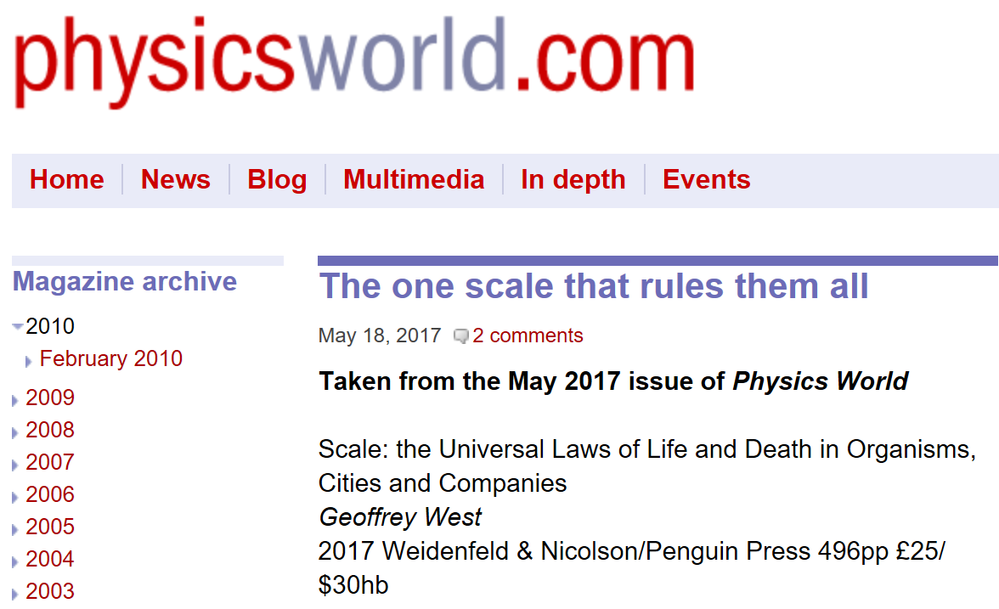 physicsworld.com
Home News Blog Multimedia In depth Events
Magazine archive
2010
February 2010
2009
2008
2007
2006
2005
2004
2003
The one scale that rules them all
May 18, 2017 2 comments
Taken from the May 2017 issue of Physics World
Scale: the Universal Laws of Life and Death in Organisms,
Cities and Companies
Geoffrey West
2017 Weidenfeld & Nicolson/Penguin Press 496pp £25/
$30hb